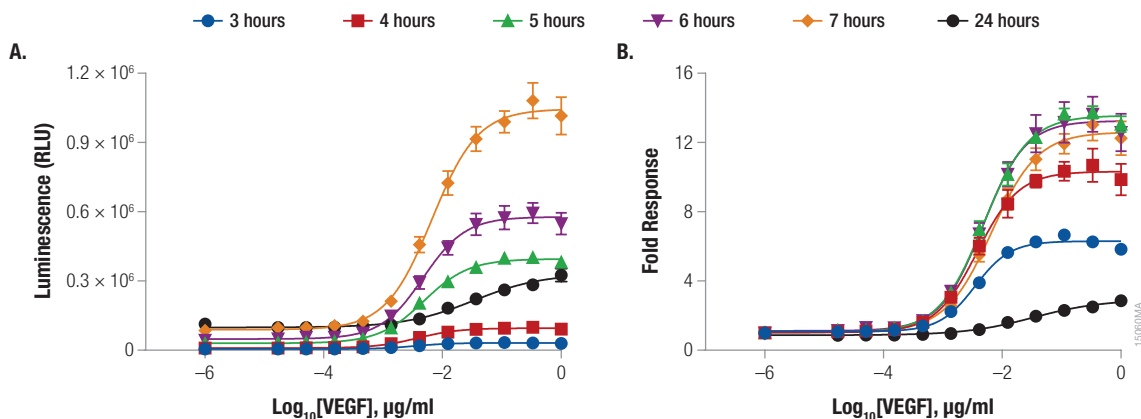 3 hours 4 hours 5 hours 6 hours 7 hours 24 hours
A.
1.2 × 10⁶
0.9 × 10⁶
0.6 × 10⁶
0.3 × 10⁶
0
Luminescence (RLU)
–6 –4 –2 0
Log₁₀[VEGF], µg/ml
B.
16
12
8
4
0
Fold Response
–6 –4 –2 0
Log₁₀[VEGF], µg/ml
15060MA